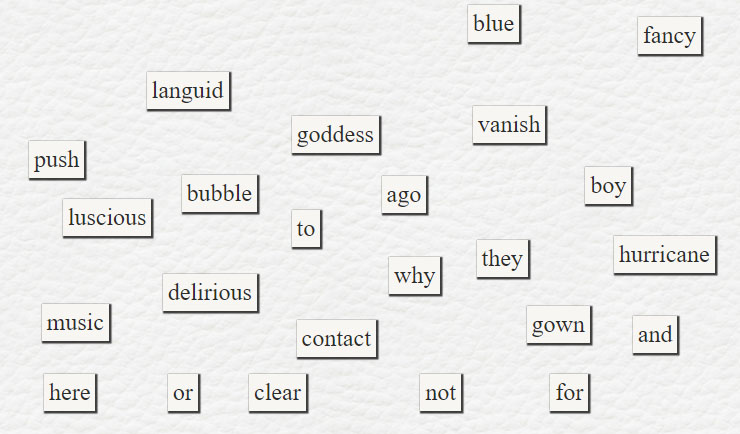 blue
fancy
languid
goddess
vanish
push
bubble
ago
boy
luscious
to
they
hurricane
why
delirious
music
contact
gown
and
here
or
clear
not
for